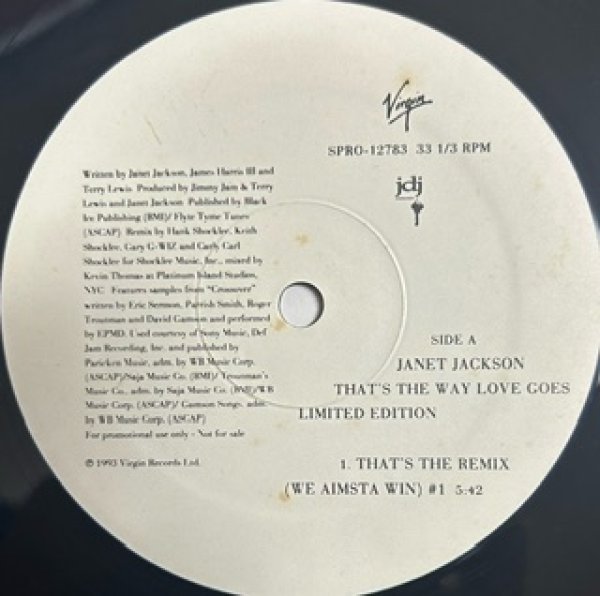 Virgin
SPRO-12783 33 1/3 RPM
jdj
Written by Janet Jackson, James Harris III and
Terry Lewis. Produced by Jimmy Jam & Terry
Lewis and Janet Jackson. Published by Black
Ice Publishing (BMI)/ Flyte Tyme Tunes
(ASCAP). Remix by Hank Shocklee, Keith
Shocklee, Gary G-WIZ and Carly Carl
Shocklee for Shocklee Music, Inc., mixed by
Kevin Thomas at Platinum Island Studios,
NYC. Features samples from "Crossover"
written by Eric Sermon, Parrish Smith, Roger
Troutman and David Gamson and performed
by EPMD. Used courtesy of Sony Music, Def
Jam Recording, Inc. and published by
Paricken Music, adm. by WB Music Corp.
(ASCAP)/Saja Music Co. (BMI)/ Troutman's
Music Co., adm. by Saja Music Co. (BMI)/WB
Music Corp. (ASCAP)/ Gamson Songs, adm.
by WB Music Corp. (ASCAP)
For promotional use only - Not for sale
℗ 1993 Virgin Records Ltd.
SIDE A
JANET JACKSON
THAT'S THE WAY LOVE GOES
LIMITED EDITION
1. THAT'S THE REMIX
(WE AIMSTA WIN) #1 5:42